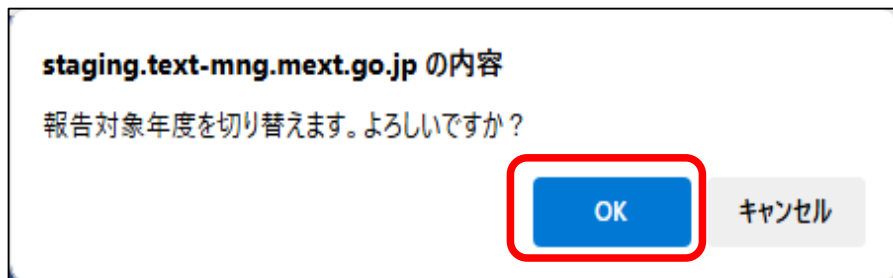 staging.text-mng.mext.go.jp の内容
報告対象年度を切り替えます。よろしいですか？
OK キャンセル